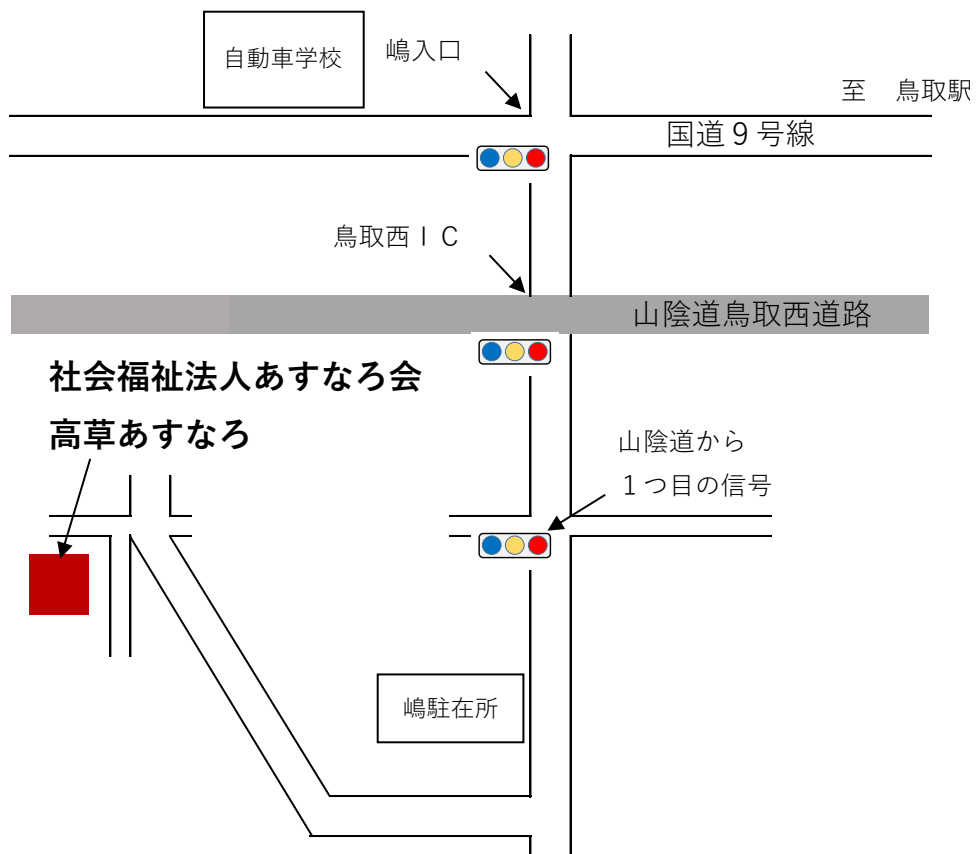 自動車学校
嶋入口
至　鳥取駅
国道９号線
鳥取西ＩＣ
山陰道鳥取西道路
社会福祉法人あすなろ会
高草あすなろ
山陰道から
１つ目の信号
嶋駐在所